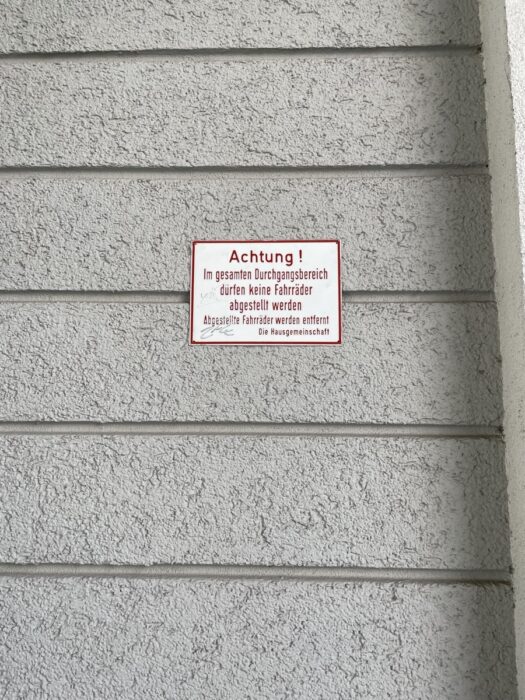 Achtung !
Im gesamten Durchgangsbereich
dürfen keine Fahrräder
abgestellt werden
Abgestellte Fahrräder werden entfernt
Die Hausgemeinschaft